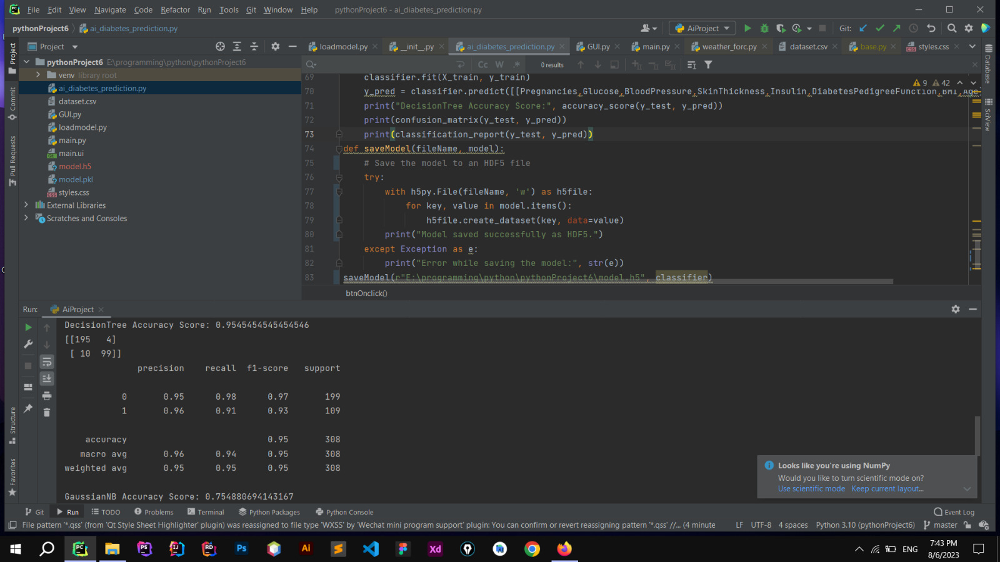 File Edit View Navigate Code Refactor Run Tools Git Window Help pythonProject6 - ai_diabetes_prediction.py
pythonProject6 ai_diabetes_prediction.py AiProject Git:
Project loadmodel.py __init__.py ai_diabetes_prediction.py GUI.py main.py weather_forc.py dataset.csv base.py styles.css
0 results
Cc W .*
pythonProject6 E:\programming\python\pythonProject6
venv library root
ai_diabetes_prediction.py
dataset.csv
GUI.py
loadmodel.py
main.py
main.ui
model.h5
model.pkl
styles.css
External Libraries
Scratches and Consoles
Project
Commit
Pull Requests
Structure
Favorites
Database
SciView
9 42
69 classifier.fit(X_train, y_train)
70 y_pred = classifier.predict([[Pregnancies,Glucose,BloodPressure,SkinThickness,Insulin,DiabetesPedigreeFunction,BMI,Age
71 print("DecisionTree Accuracy Score:", accuracy_score(y_test, y_pred))
72 print(confusion_matrix(y_test, y_pred))
73 print(classification_report(y_test, y_pred))
74 def saveModel(fileName, model):
75 # Save the model to an HDF5 file
76 try:
77 with h5py.File(fileName, 'w') as h5file:
78 for key, value in model.items():
79 h5file.create_dataset(key, data=value)
80 print("Model saved successfully as HDF5.")
81 except Exception as e:
82 print("Error while saving the model:", str(e))
83 saveModel(r"E:\programming\python\pythonProject6\model.h5", classifier)
btnOnclick()
Run: AiProject
DecisionTree Accuracy Score: 0.9545454545454546
[[195 4]
[ 10 99]]
precision recall f1-score support
0 0.95 0.98 0.97 199
1 0.96 0.91 0.93 109
accuracy 0.95 308
macro avg 0.96 0.94 0.95 308
weighted avg 0.95 0.95 0.95 308
GaussianNB Accuracy Score: 0.754880694143167
Looks like you're using NumPy
Would you like to turn scientific mode on?
Use scientific mode Keep current layout...
Git Run TODO Problems Terminal Python Packages Python Console Event Log
File pattern '*.qss' (from 'Qt Style Sheet Highlighter' plugin) was reassigned to file type 'WXSS' by 'Wechat mini program support' plugin: You can confirm or revert reassigning pattern '*.qss' //... (4 minute LF UTF-8 4 spaces Python 3.10 (pythonProject6) master
PC PS IJ RD Ps Ai Xd
ENG
7:43 PM
8/6/2023